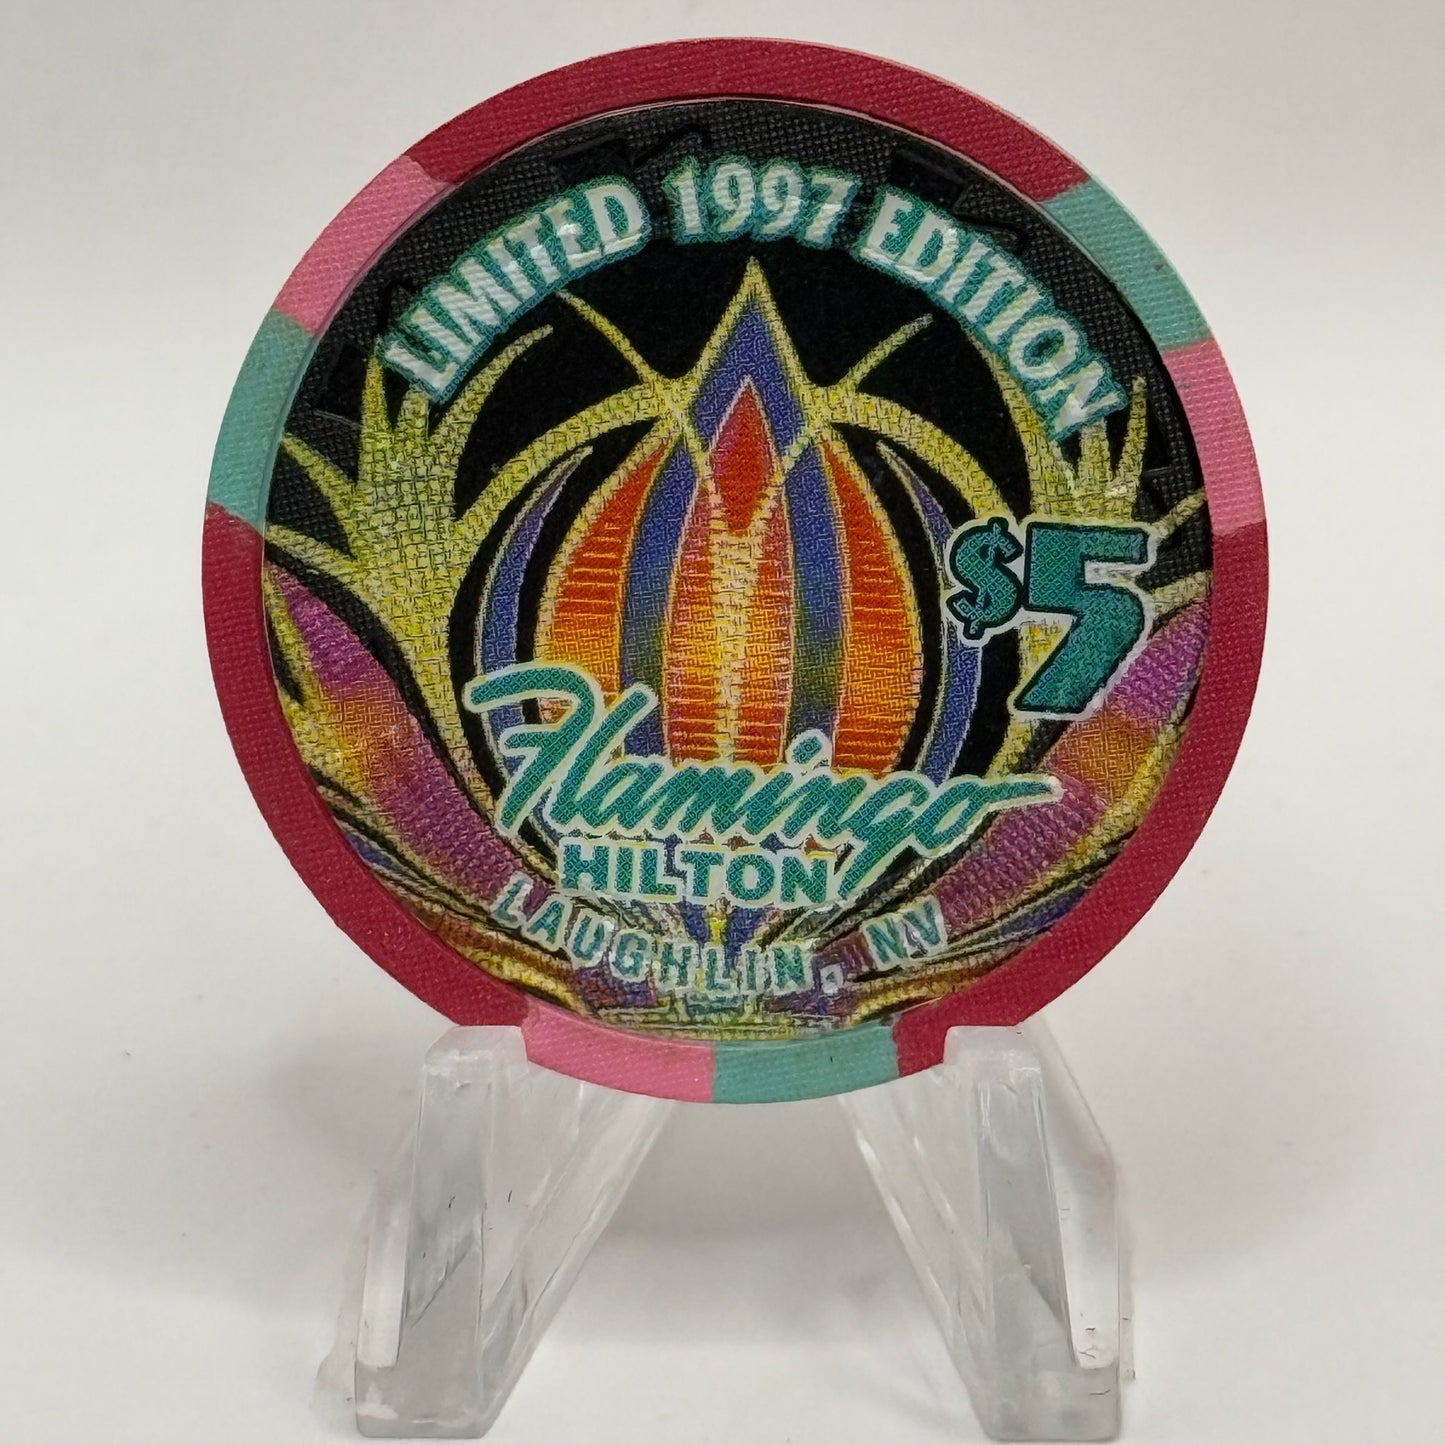 LIMITED 1997 EDITION
$5
Flamingo
HILTON
LAUGHLIN, NV